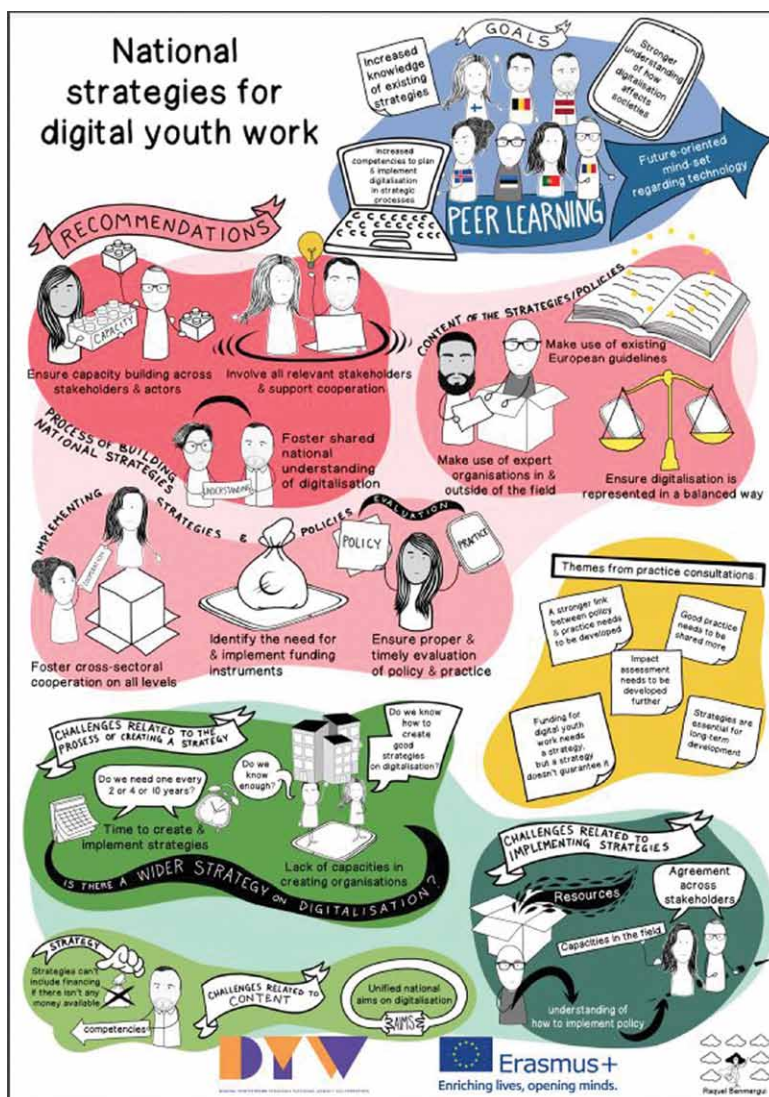 National
strategies for
digital youth work
GOALS
Increased
knowledge
of existing
strategies
Stronger
understanding
of how
digitalisation
affects
societies
Increased
competencies to plan
& implement
digitalisation
in strategic
processes
Future-oriented
mind-set
regarding technology
PEER LEARNING
RECOMMENDATIONS
CAPACITY
Ensure capacity building across
stakeholders & actors
Involve all relevant stakeholders
& support cooperation
PROCESS OF BUILDING
NATIONAL STRATEGIES
UNDERSTANDING
Foster shared
national
understanding
of digitalisation
CONTENT OF THE STRATEGIES/POLICIES
Make use of existing
European guidelines
Make use of expert
organisations in &
outside of the field
Ensure digitalisation is
represented in a balanced way
IMPLEMENTING STRATEGIES & POLICIES
COOPERATION
Foster cross-sectoral
cooperation on all levels
Identify the need for
& implement funding
instruments
EVALUATION
POLICY
PRACTICE
Ensure proper &
timely evaluation
of policy & practice
Themes from practice consultations:
A stronger link
between policy
& practice needs
to be developed
Good practice
needs to be
shared more
Impact
assessment
needs to be
developed
further
Funding for
digital youth
work needs
a strategy,
but a strategy
doesn't guarantee it
Strategies are
essential for
long-term
development
CHALLENGES RELATED TO THE
PROSESS OF CREATING A STRATEGY
Do we need one every
2 or 4 or 10 years?
Time to create &
implement strategies
Do we
know
enough?
Do we know
how to
create
good
strategies
on digitalisation?
Lack of capacities in
creating organisations
IS THERE A WIDER STRATEGY ON DIGITALISATION?
CHALLENGES RELATED TO
IMPLEMENTING STRATEGIES
Resources
Agreement
across
stakeholders
Capacities in the field
understanding of
how to implement policy
STRATEGY
Strategies can't
include financing
if there isn't any
money available
competencies
CHALLENGES RELATED TO
CONTENT
Unified national
aims on digitalisation
AIMS
DYW
Erasmus+
Enriching lives, opening minds.
Raquel Benmergui